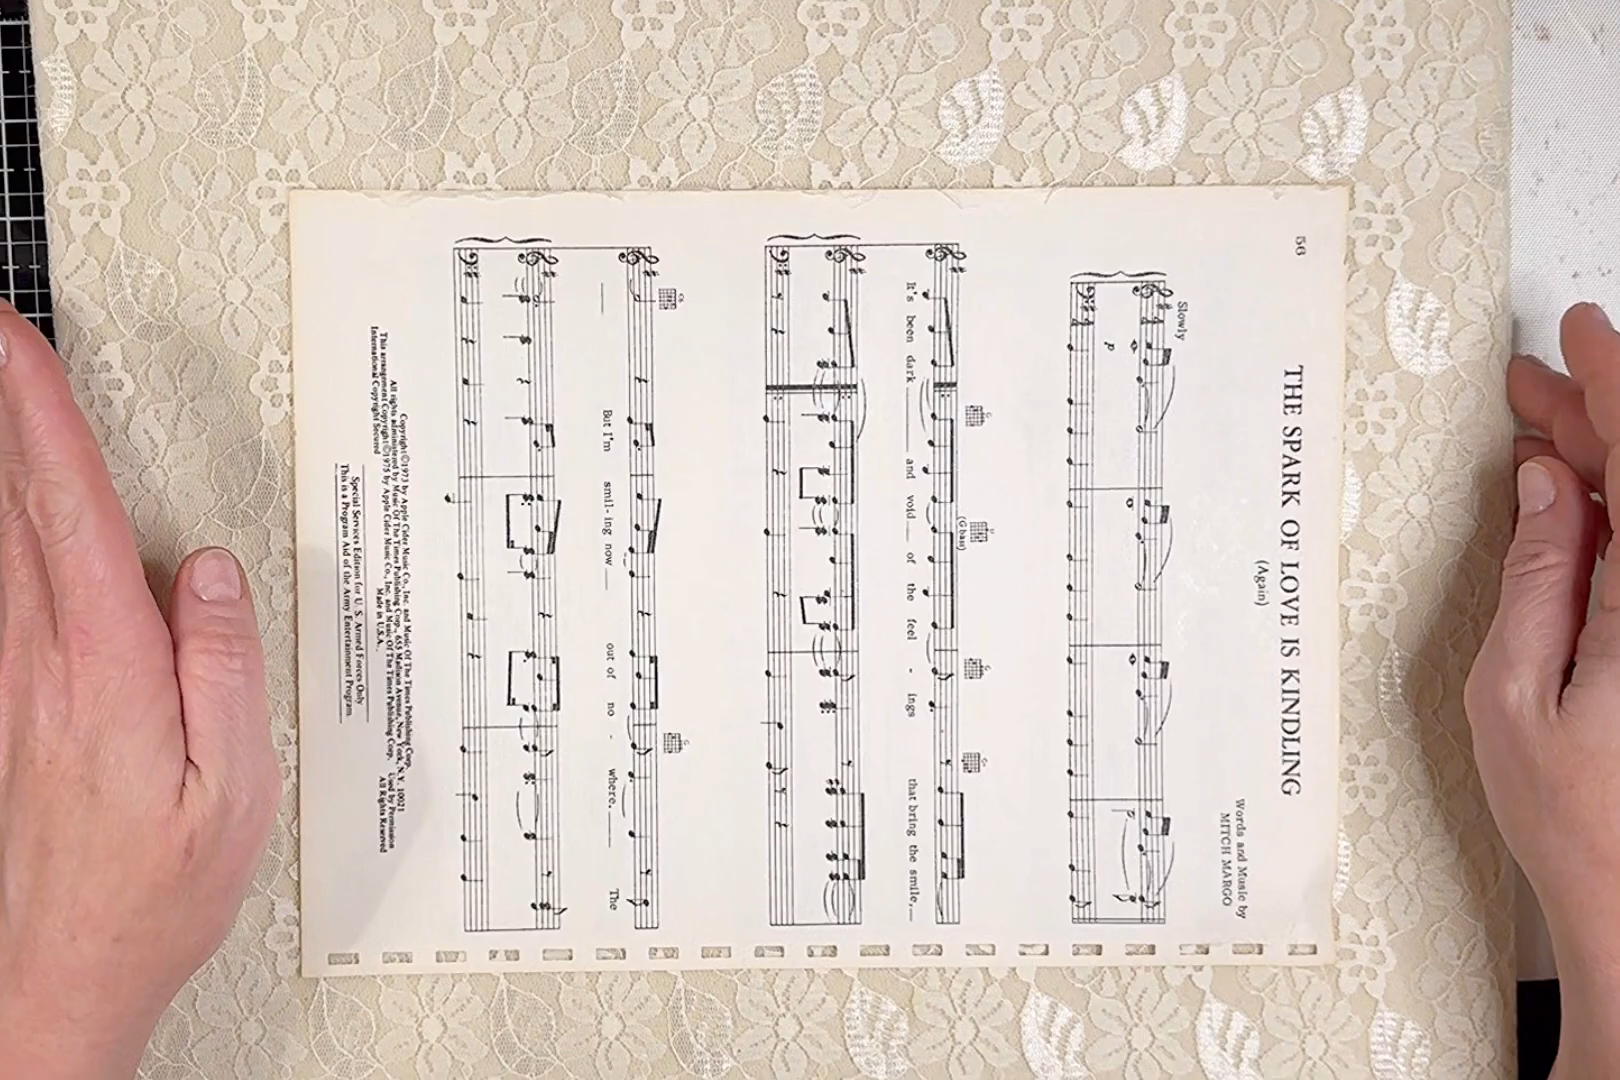 56
THE SPARK OF LOVE IS KINDLING
(Again)
Words and Music by
MITCH MARGO
Slowly
p
G
(G bass)
It's been dark and void of the feel - ings that bring the smile,
But I'm smil- ing now out of no - where. The
Copyright ©1973 by Apple Cider Music Co., Inc. and Music Of The Times Publishing Corp.
All rights administered by Music Of The Times Publishing Corp., 655 Madison Avenue, New York, N.Y. 10021
This arrangement Copyright ©1975 by Apple Cider Music Co., Inc. and Music Of The Times Publishing Corp. Used by Permission
International Copyright Secured Made in U.S.A. All Rights Reserved
Special Services Edition for U. S. Armed Forces Only
This is a Program Aid of the Army Entertainment Program